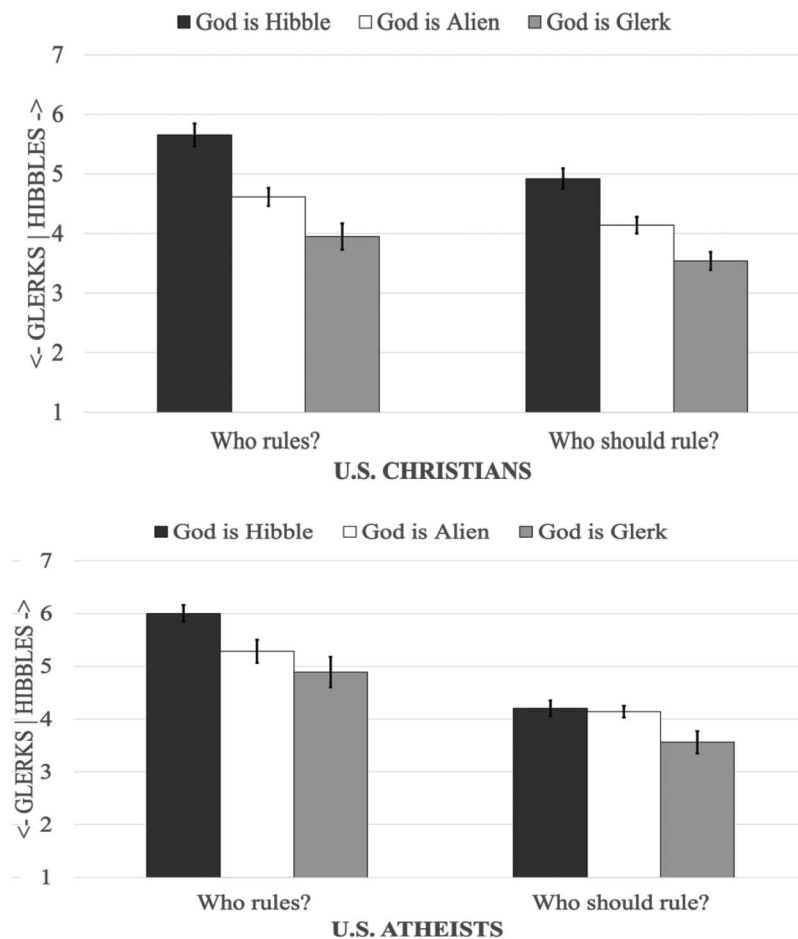 God is Hibble God is Alien God is Glerk
7
6
5
4
3
2
1
<- GLERKS | HIBBLES ->
Who rules? Who should rule?
U.S. CHRISTIANS
God is Hibble God is Alien God is Glerk
7
6
5
4
3
2
1
<- GLERKS | HIBBLES ->
Who rules? Who should rule?
U.S. ATHEISTS